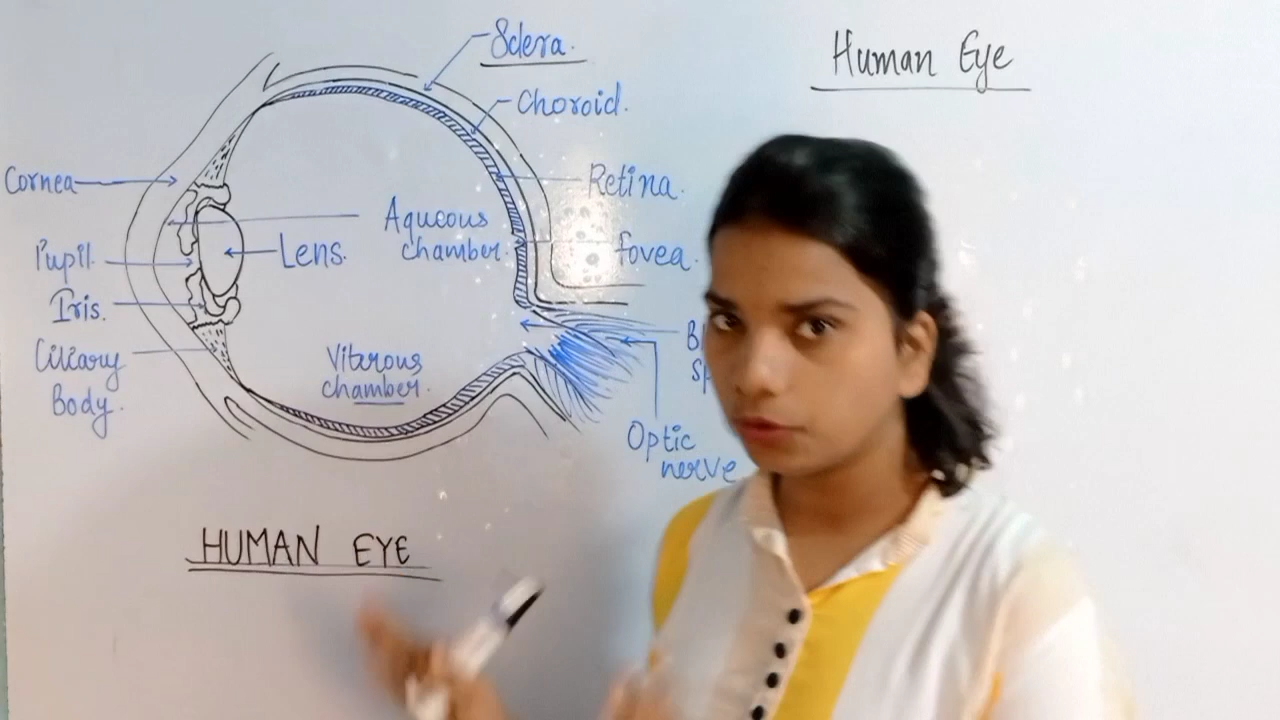 Sclera.
Human Eye
Choroid.
Cornea
Retina.
Aqueous
chamber.
Pupil.
Lens.
fovea.
Iris.
Ciliary
Body.
Viterous
chamber.
Optic
nerve
HUMAN EYE